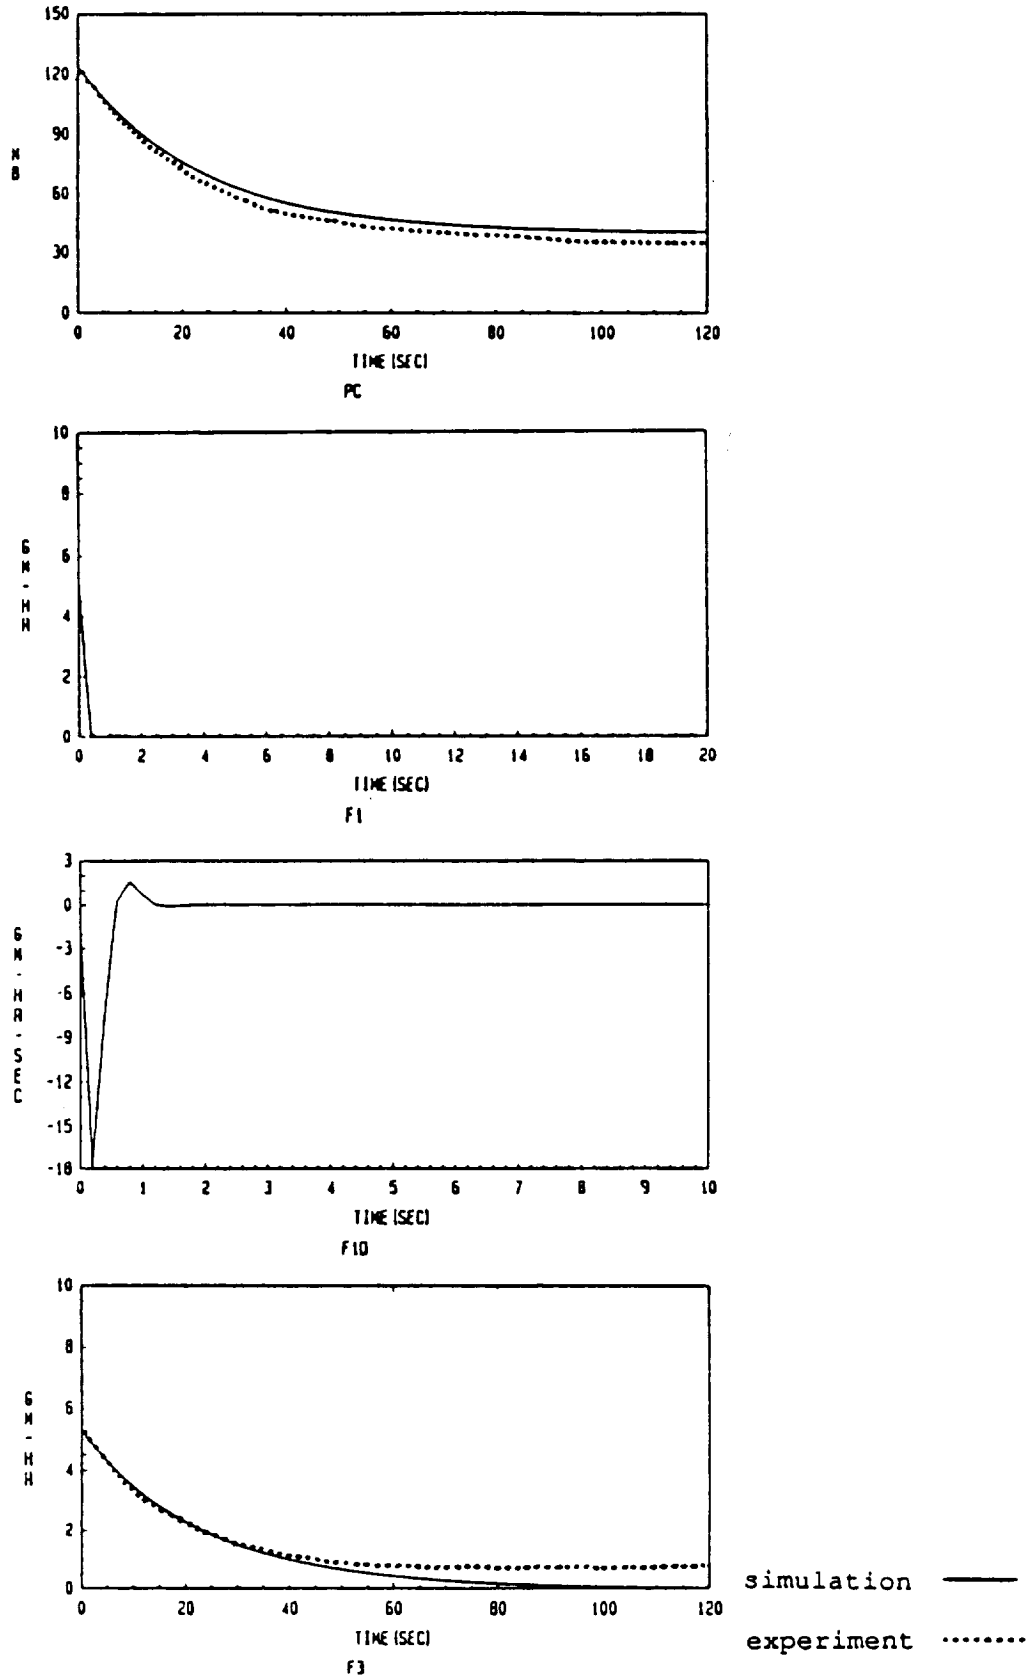 150
120
90
60
30
0
M
B
0 20 40 60 80 100 120
TIME (SEC)
PC
10
8
6
4
2
0
G
M
-
H
H
0 2 4 6 8 10 12 14 16 18 20
TIME (SEC)
F1
3
0
-3
-6
-9
-12
-15
-18
G
M
-
H
R
-
S
E
C
0 1 2 3 4 5 6 7 8 9 10
TIME (SEC)
F1D
10
8
6
4
2
0
G
M
-
H
H
0 20 40 60 80 100 120
TIME (SEC)
F3
simulation
experiment